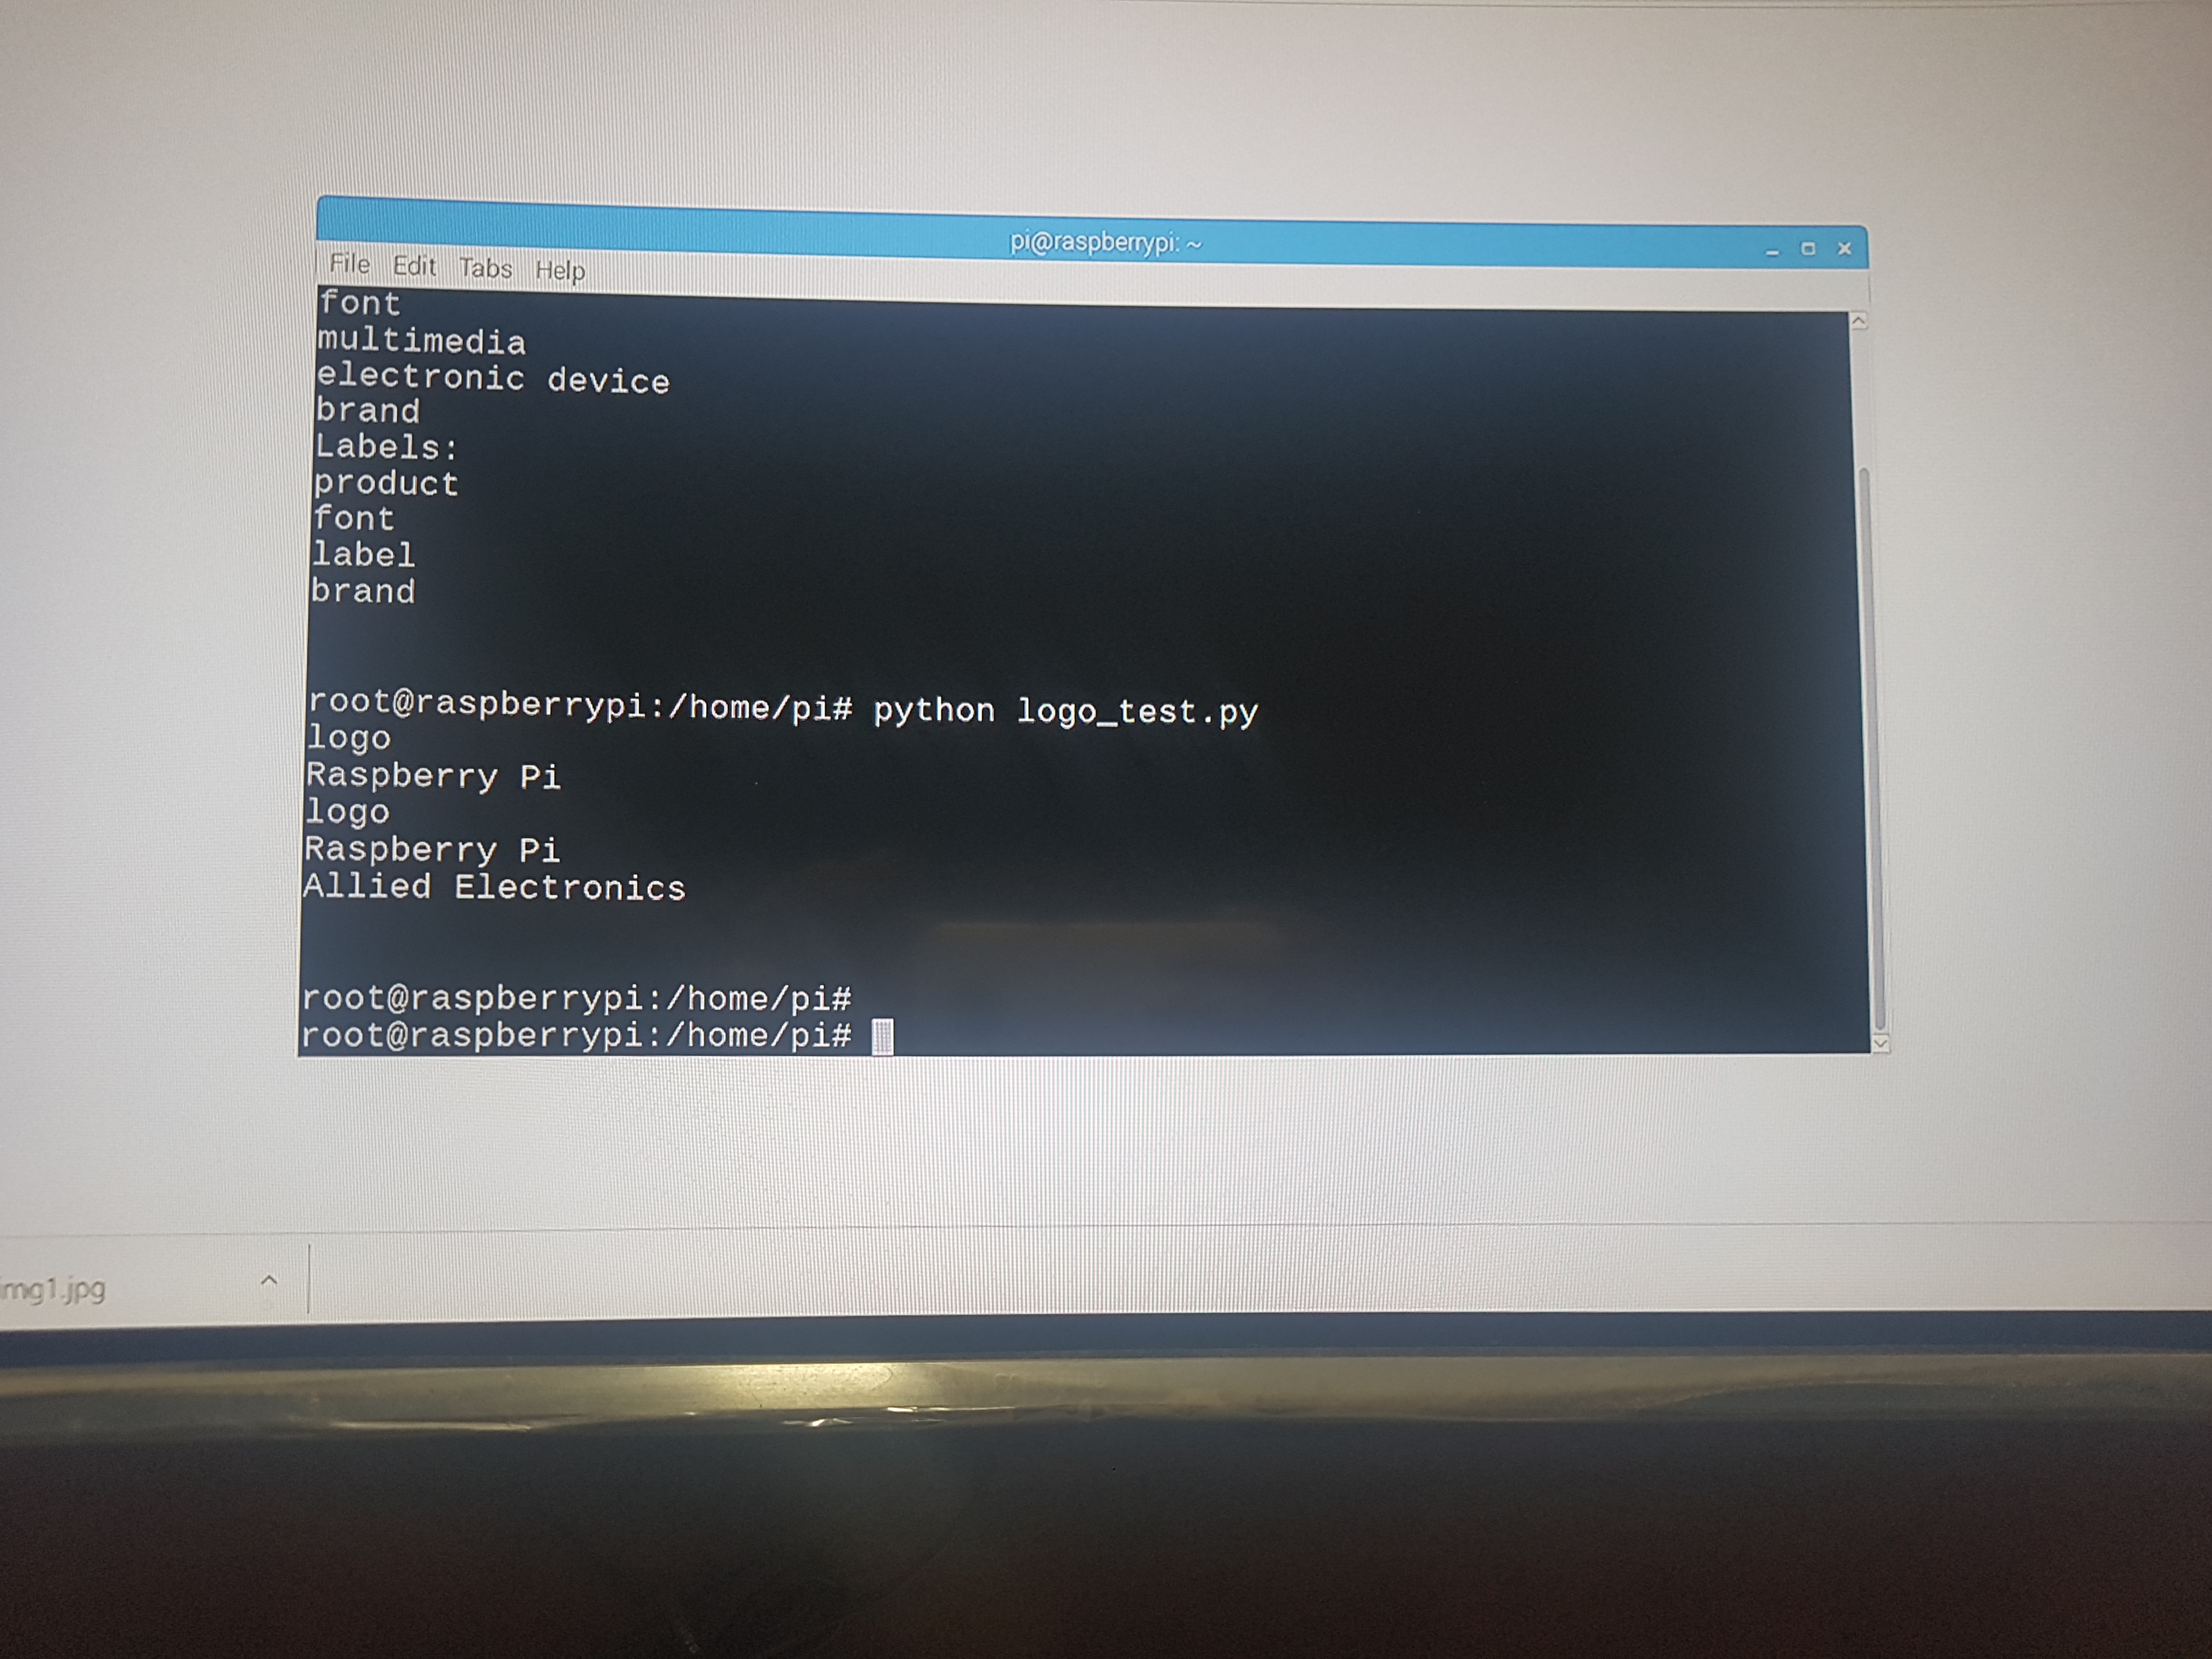 pi@raspberrypi: ~
File Edit Tabs Help
font
multimedia
electronic device
brand
Labels:
product
font
label
brand
root@raspberrypi:/home/pi# python logo_test.py
logo
Raspberry Pi
logo
Raspberry Pi
Allied Electronics
root@raspberrypi:/home/pi#
root@raspberrypi:/home/pi#
img1.jpg